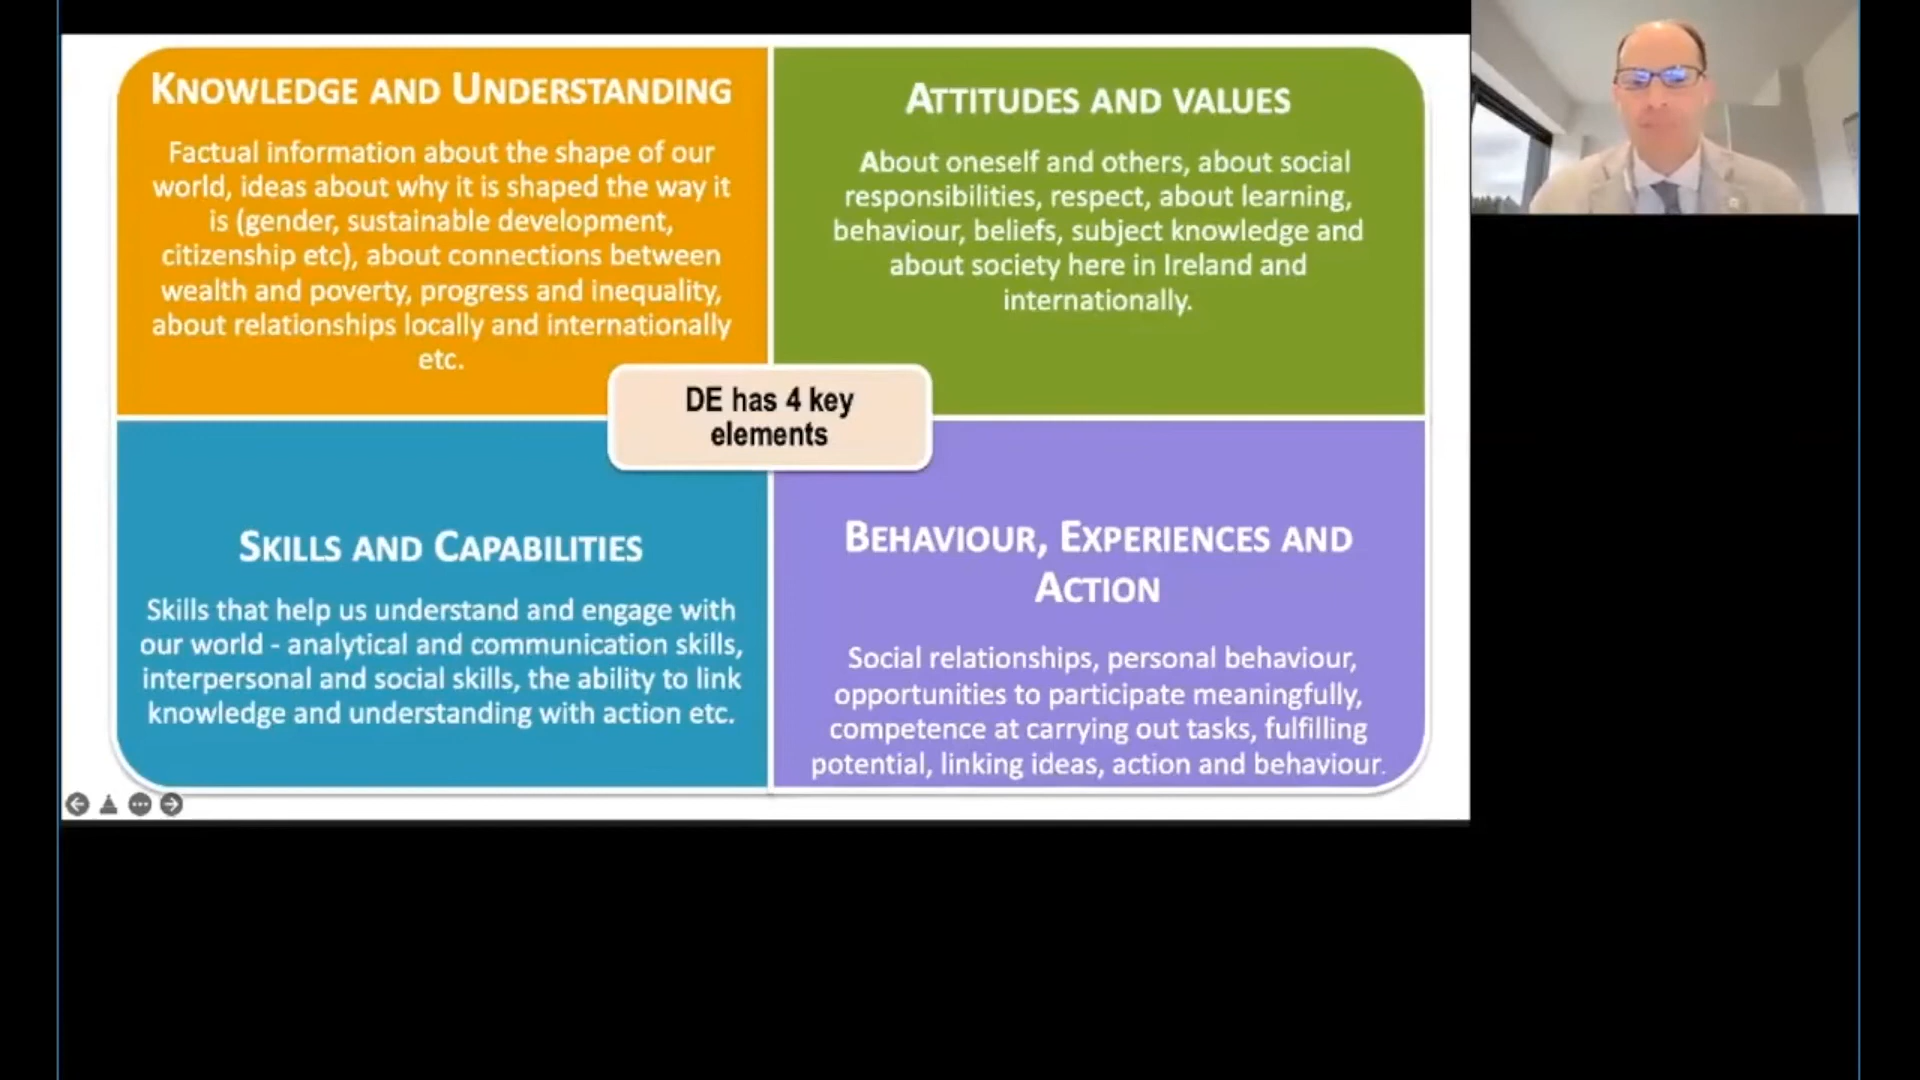 KNOWLEDGE AND UNDERSTANDING
Factual information about the shape of our
world, ideas about why it is shaped the way it
is (gender, sustainable development,
citizenship etc), about connections between
wealth and poverty, progress and inequality,
about relationships locally and internationally
etc.
ATTITUDES AND VALUES
About oneself and others, about social
responsibilities, respect, about learning,
behaviour, beliefs, subject knowledge and
about society here in Ireland and
internationally.
DE has 4 key
elements
SKILLS AND CAPABILITIES
Skills that help us understand and engage with
our world - analytical and communication skills,
interpersonal and social skills, the ability to link
knowledge and understanding with action etc.
BEHAVIOUR, EXPERIENCES AND
ACTION
Social relationships, personal behaviour,
opportunities to participate meaningfully,
competence at carrying out tasks, fulfilling
potential, linking ideas, action and behaviour.